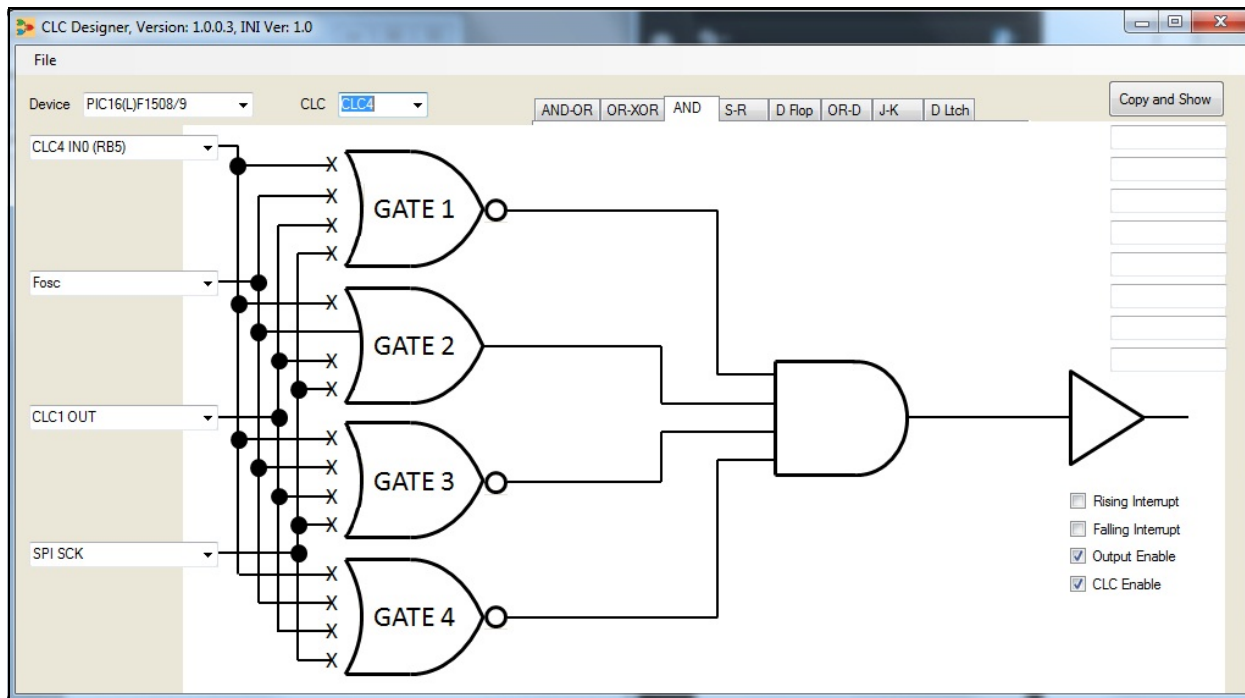 CLC Designer, Version: 1.0.0.3, INI Ver: 1.0
File
Device PIC16(L)F1508/9 CLC CLC4 AND-OR OR-XOR AND S-R D Flop OR-D J-K D Ltch Copy and Show
CLC4 IN0 (RB5)
X
X
GATE 1
X
X
Fosc
X
GATE 2
X
X
CLC1 OUT
X
X
GATE 3
X
X
SPI SCK
X
X
GATE 4
X
X
Rising Interrupt
Falling Interrupt
Output Enable
CLC Enable